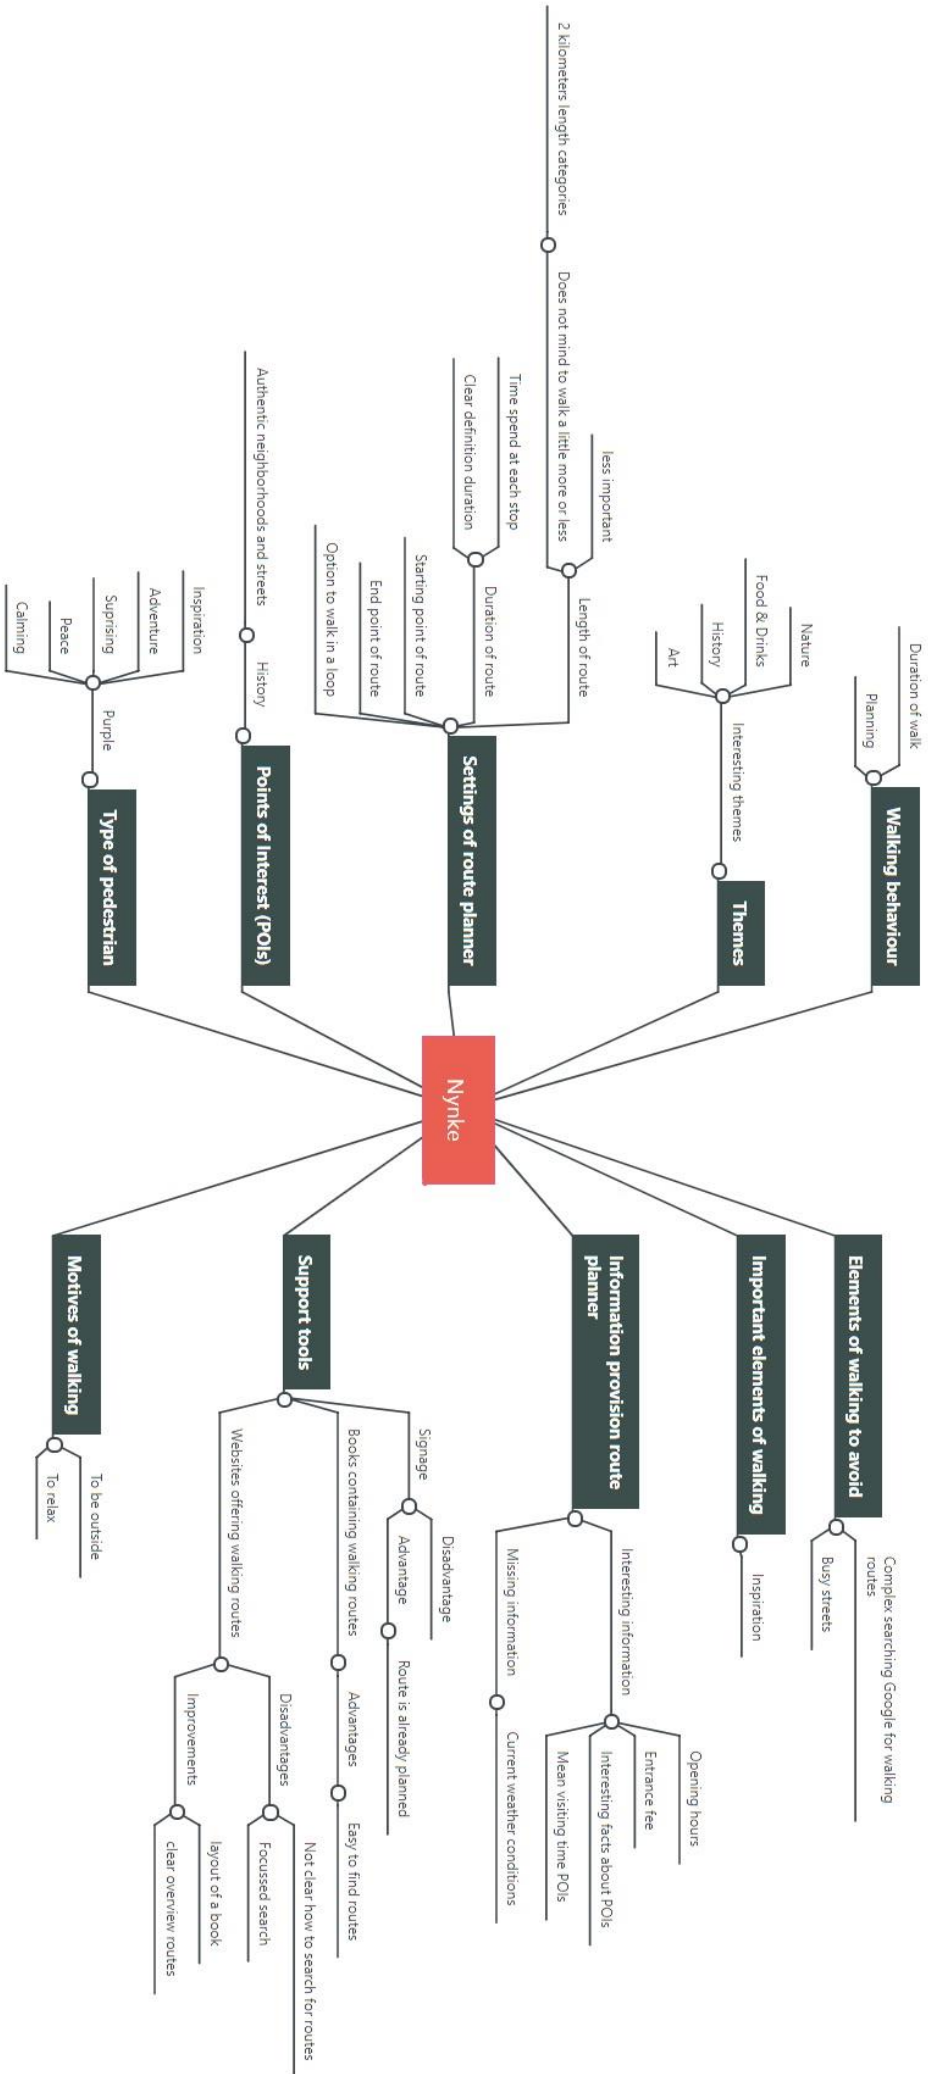 Nynke
Walking behaviour
Duration of walk
Planning
Themes
Interesting themes
Nature
Food & Drinks
History
Art
Settings of route planner
Length of route
less important
Does not mind to walk a little more or less
2 kilometers length categories
Duration of route
Time spend at each stop
Clear definition duration
Starting point of route
End point of route
Option to walk in a loop
Points of Interest (POIs)
History
Authentic neighborhoods and streets
Type of pedestrian
Purple
Inspiration
Adventure
Suprising
Peace
Calming
Elements of walking to avoid
Complex searching Google for walking
routes
Busy streets
Important elements of walking
Inspiration
Information provision route
planner
Interesting information
Opening hours
Entrance fee
Interesting facts about POIs
Mean visiting time POIs
Missing information
Current weather conditions
Support tools
Signage
Disadvantage
Advantage
Route is already planned
Books containing walking routes
Advantages
Easy to find routes
Websites offering walking routes
Disadvantages
Not clear how to search for routes
Focussed search
Improvements
layout of a book
clear overview routes
Motives of walking
To be outside
To relax